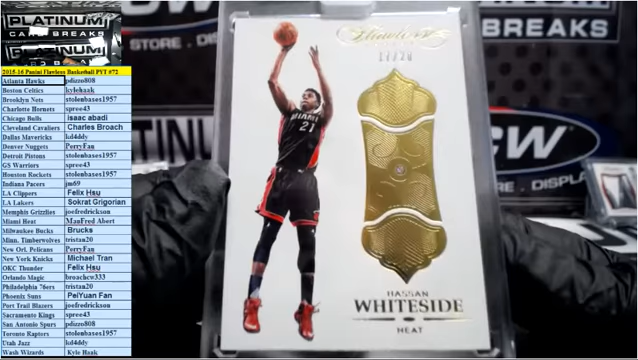 PLATINUM
CARD BREAKS
PLATINUM
2015-16 Panini Flawless Basketball PYT #72
Atlanta Hawks pdizzo808
Boston Celtics kylehaak
Brooklyn Nets stolenbases1957
Charlotte Hornets spree43
Chicago Bulls isaac abadi
Cleveland Cavaliers Charles Broach
Dallas Mavericks kd4ddy
Denver Nuggets PerryFan
Detroit Pistons stolenbases1957
GS Warriors spree43
Houston Rockets stolenbases1957
Indiana Pacers jm69
LA Clippers Felix Hsu
LA Lakers Sokrat Grigorian
Memphis Grizzlies joefredrickson
Miami Heat ManFred Abert
Milwaukee Bucks Brucks
Minn. Timberwolves tristan20
New Orl. Pelicans PerryFan
New York Knicks Michael Tran
OKC Thunder Felix Hsu
Orlando Magic broachcw333
Philadelphia 76ers tristan20
Phoenix Suns PeiYuan Fan
Port Trail Blazers joefredrickson
Sacramento Kings spree43
San Antonio Spurs pdizzo808
Toronto Raptors stolenbases1957
Utah Jazz kd4ddy
Wash Wizards Kyle Haak
STORE . DISPL
BREAKS
CW
RE . DISPLA
Flawless
MIAMI
21
HASSAN
WHITESIDE
HEAT